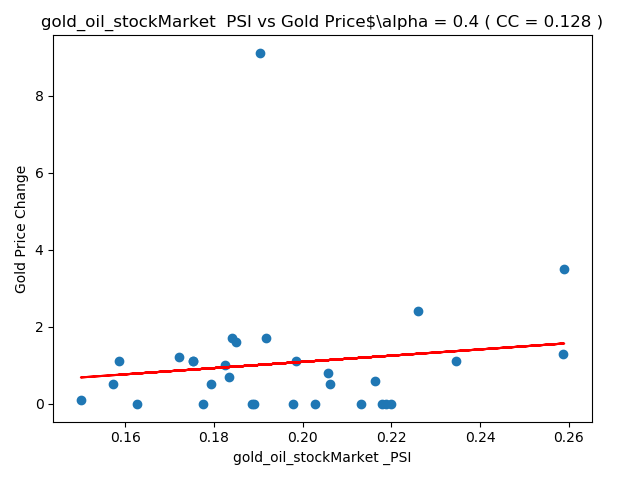 gold_oil_stockMarket  PSI vs Gold Price$\alpha = 0.4 ( CC = 0.128 )
Gold Price Change
8
6
4
2
0
0.16 0.18 0.20 0.22 0.24 0.26
gold_oil_stockMarket _PSI